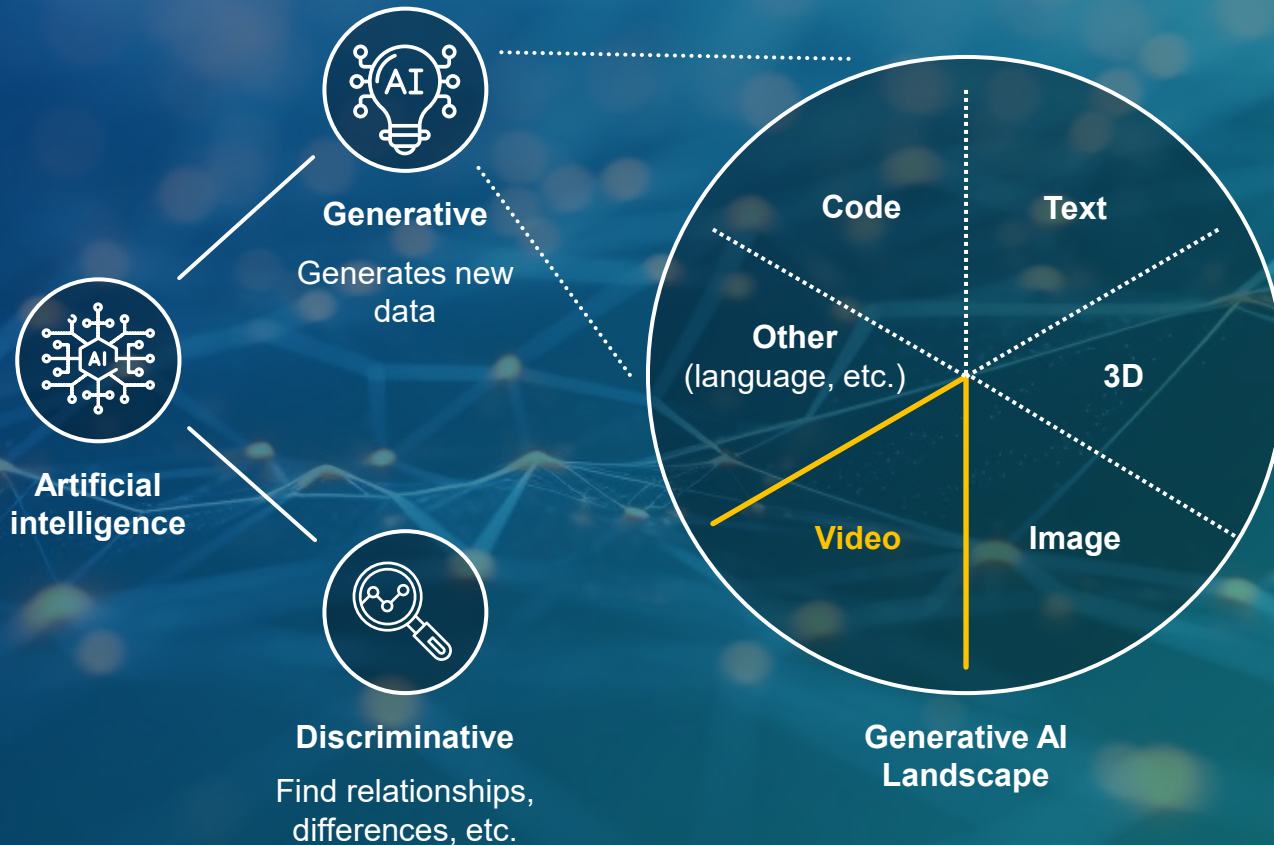 AI
Generative
Generates new
data
AI
Artificial
intelligence
Discriminative
Find relationships,
differences, etc.
Code
Text
Other
(language, etc.)
3D
Video
Image
Generative AI
Landscape